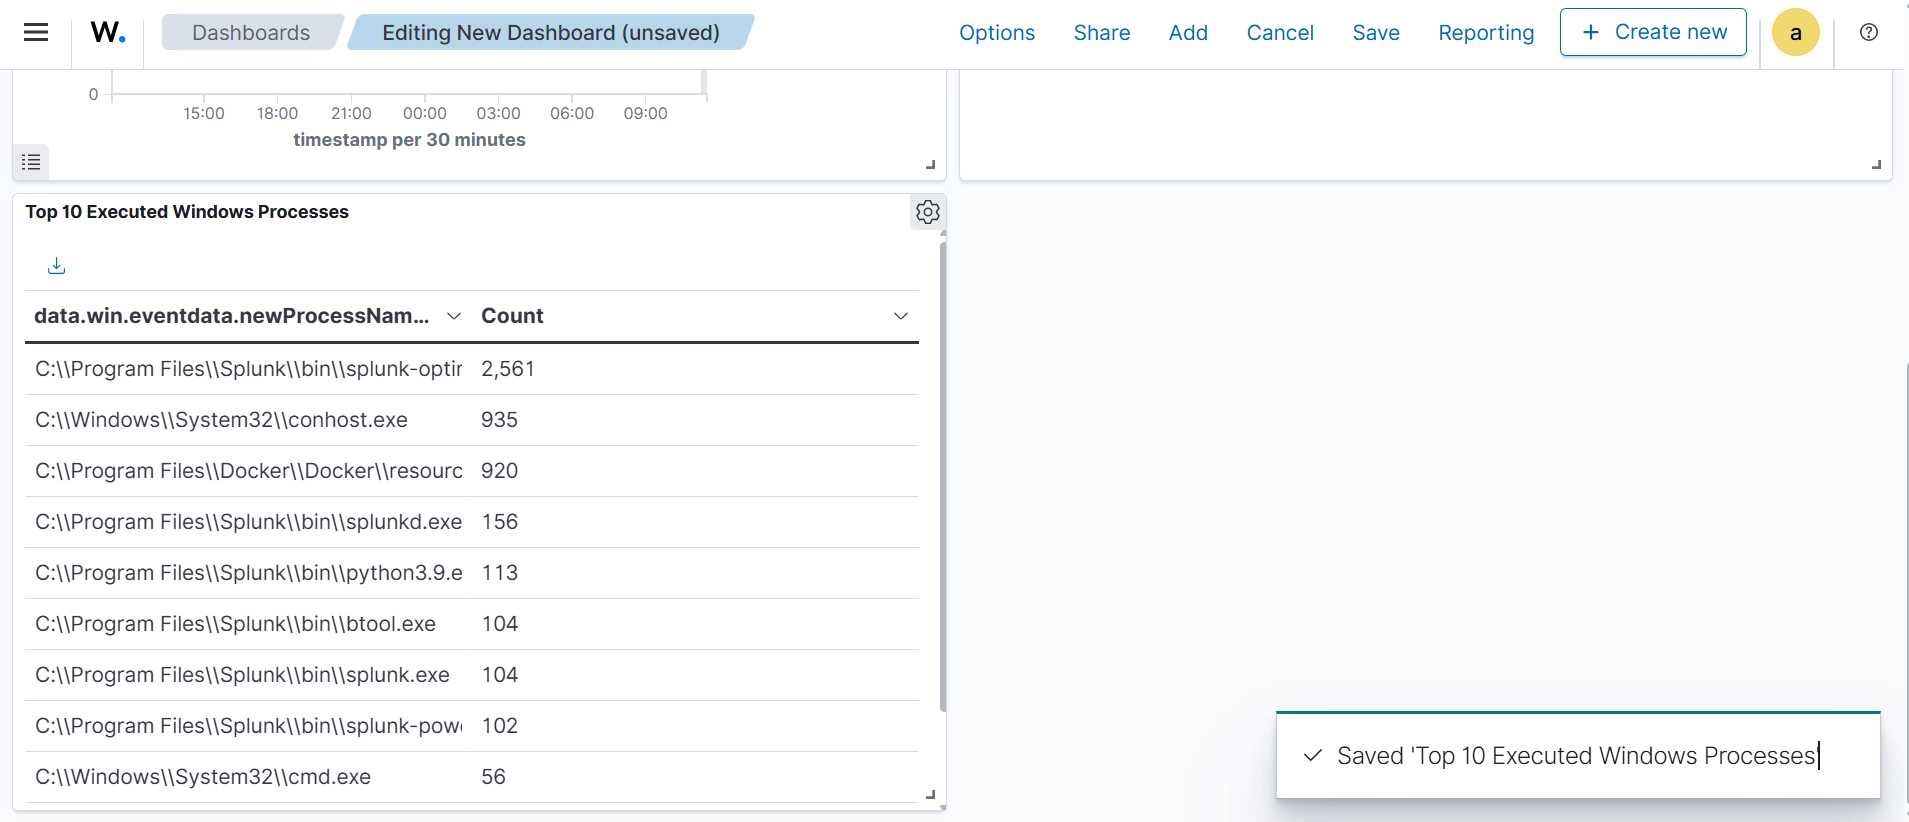 W.
Dashboards
Editing New Dashboard (unsaved)
Options
Share
Add
Cancel
Save
Reporting
+ Create new
a
0
15:00 18:00 21:00 00:00 03:00 06:00 09:00
timestamp per 30 minutes
Top 10 Executed Windows Processes
data.win.eventdata.newProcessNam... Count
C:\\Program Files\\Splunk\\bin\\splunk-optir 2,561
C:\\Windows\\System32\\conhost.exe 935
C:\\Program Files\\Docker\\Docker\\resourc 920
C:\\Program Files\\Splunk\\bin\\splunkd.exe 156
C:\\Program Files\\Splunk\\bin\\python3.9.e 113
C:\\Program Files\\Splunk\\bin\\btool.exe 104
C:\\Program Files\\Splunk\\bin\\splunk.exe 104
C:\\Program Files\\Splunk\\bin\\splunk-pow 102
C:\\Windows\\System32\\cmd.exe 56
Saved 'Top 10 Executed Windows Processes'